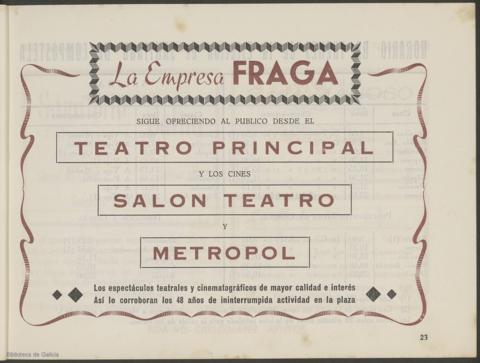 La Empresa FRAGA
SIGUE OFRECIENDO AL PUBLICO DESDE EL
TEATRO PRINCIPAL
Y LOS CINES
SALON TEATRO
Y
METROPOL
Los espectáculos teatrales y cinematográficos de mayor calidad e interés
Así lo corroboran los 48 años de ininterrumpida actividad en la plaza
23
Biblioteca de Galicia